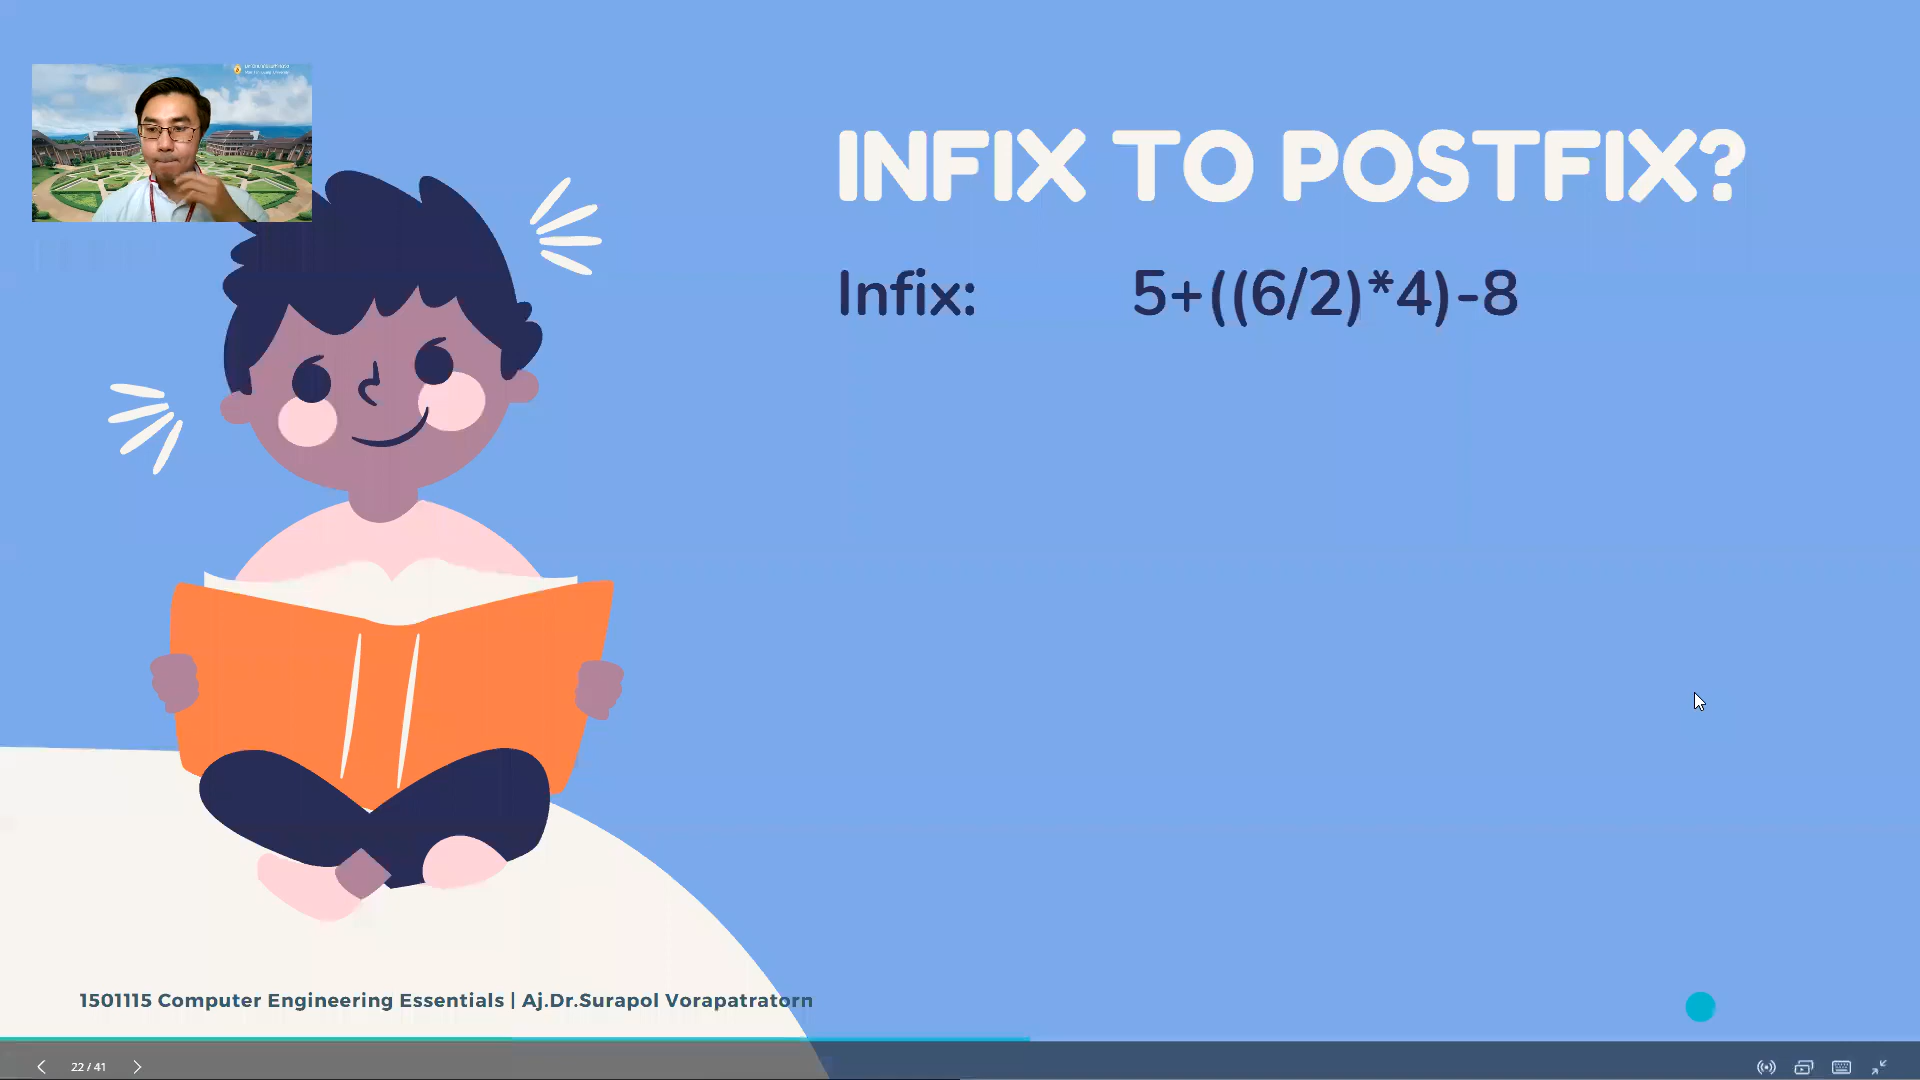 INFIX TO POSTFIX?
Infix: 5+((6/2)*4)-8
1501115 Computer Engineering Essentials | Aj.Dr.Surapol Vorapatratorn
22 / 41